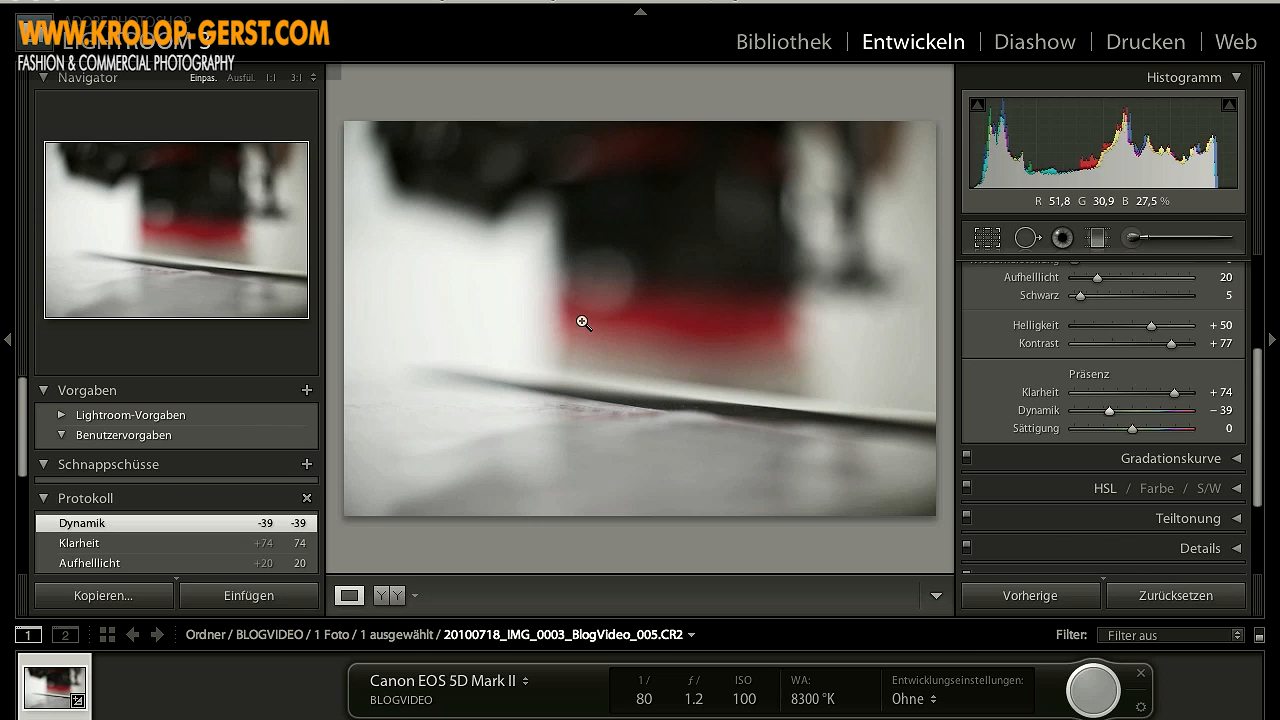 WWW.KROLOP-GERST.COM
FASHION & COMMERCIAL PHOTOGRAPHY
ADOBE PHOTOSHOP
LIGHTROOM 3
Bibliothek | Entwickeln | Diashow | Drucken | Web
Navigator Einpas. Ausfül. 1:1 3:1
Histogramm
R 51,8 G 30,9 B 27,5 %
Aufhelllicht 20
Schwarz 5
Helligkeit + 50
Kontrast + 77
Präsenz
Klarheit + 74
Dynamik − 39
Sättigung 0
Gradationskurve
HSL / Farbe / S/W
Teiltonung
Details
Vorherige Zurücksetzen
Vorgaben
Lightroom-Vorgaben
Benutzervorgaben
Schnappschüsse
Protokoll
Dynamik -39 -39
Klarheit +74 74
Aufhelllicht +20 20
Kopieren... Einfügen
1 2 Ordner / BLOGVIDEO / 1 Foto / 1 ausgewählt / 20100718_IMG_0003_BlogVideo_005.CR2
Filter: Filter aus
Canon EOS 5D Mark II
BLOGVIDEO
1 / 80
ƒ / 1.2
ISO 100
WA: 8300 °K
Entwicklungseinstellungen:
Ohne